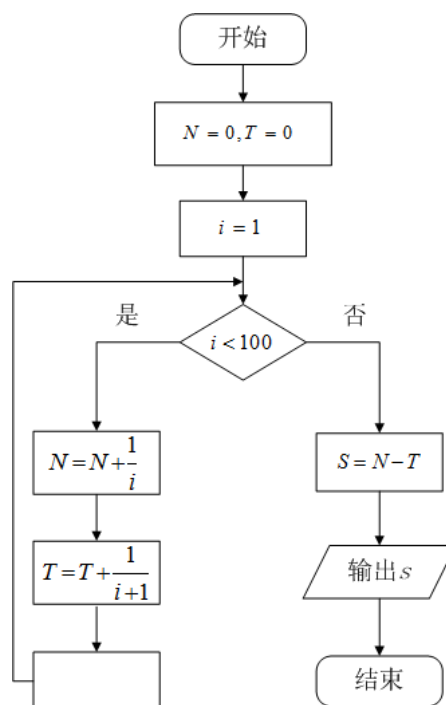 开始
N = 0, T = 0
i = 1
是
否
i < 100
N = N + 1/i
S = N - T
T = T + 1/(i+1)
输出S
结束